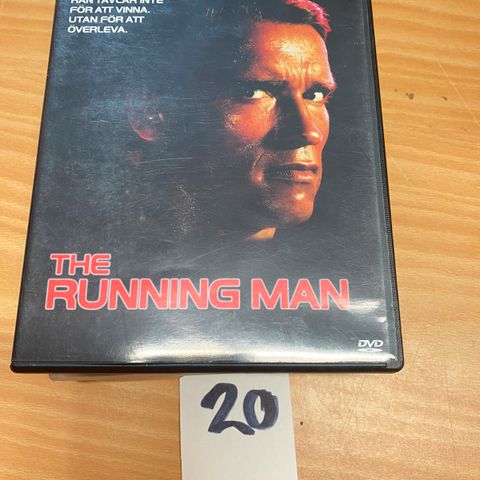 HAN TÄVLAR INTE
FÖR ATT VINNA.
UTAN FÖR ATT
ÖVERLEVA.
THE
RUNNING MAN
DVD
20